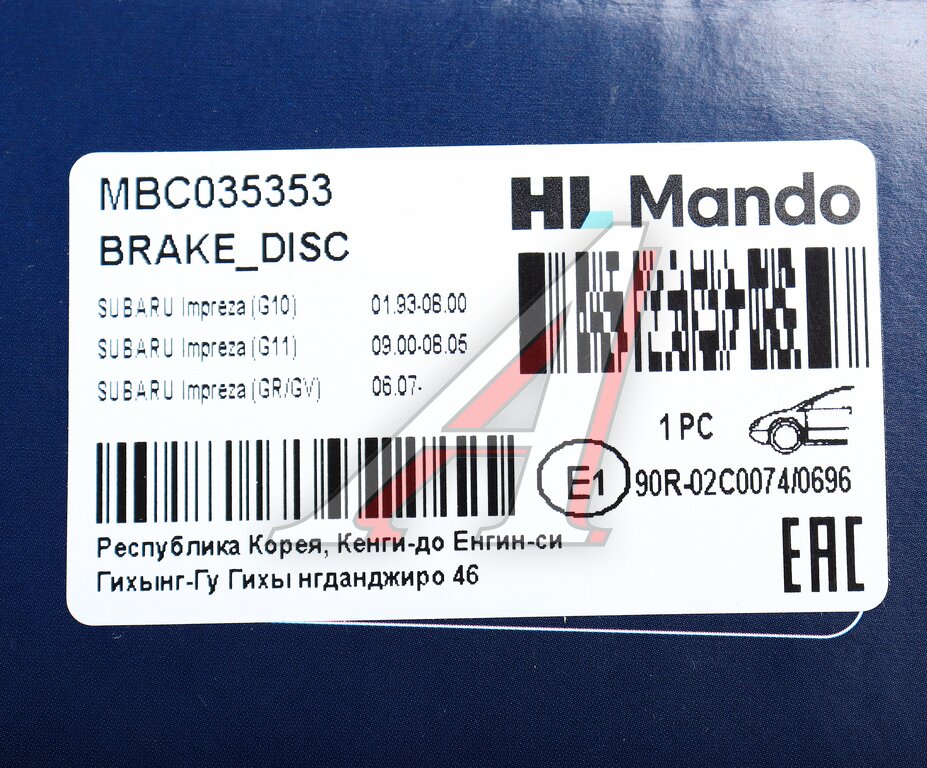 MBC035353
HL Mando
BRAKE_DISC
SUBARU Impreza (G10) 01.93-06.00
SUBARU Impreza (G11) 09.00-06.05
SUBARU Impreza (GR/GV) 06.07-
1 PC
E1 90R-02C0074/0696
Республика Корея, Кенги-до Енгин-си
Гихынг-Гу Гихы нгданджиро 46
EAC